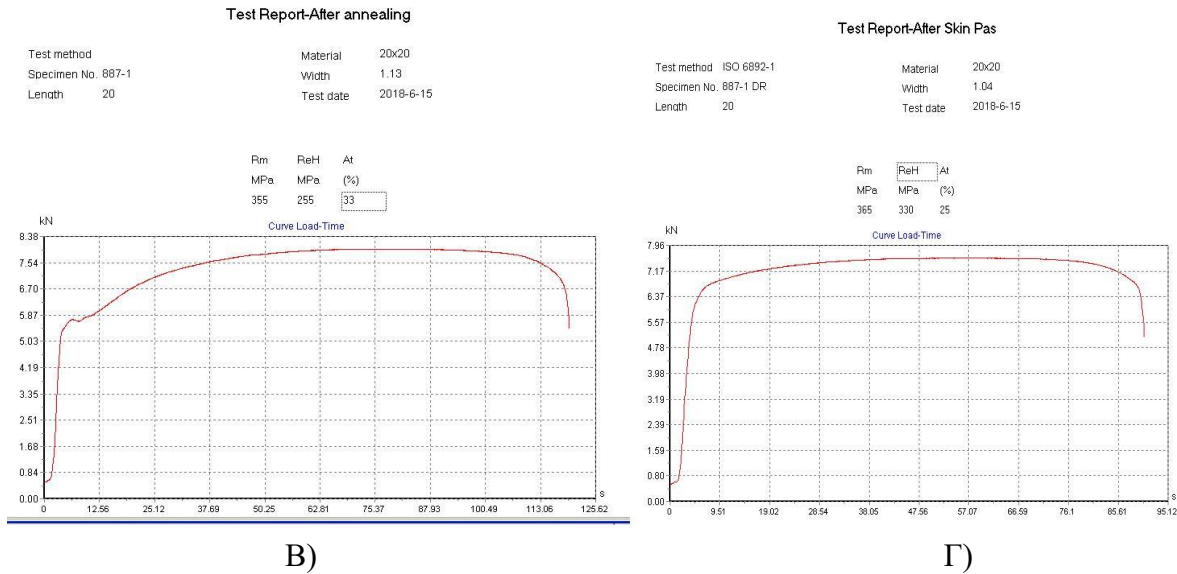 Test Report-After annealing
Test method
Material 20x20
Specimen No. 887-1
Width 1.13
Length 20
Test date 2018-6-15
Rm ReH At
MPa MPa (%)
355 255 33
kN
Curve Load-Time
8.38
7.54
6.70
5.87
5.03
4.19
3.35
2.51
1.68
0.84
0.00
0 12.56 25.12 37.69 50.25 62.81 75.37 87.93 100.49 113.06 125.62
s
В)
Test Report-After Skin Pas
Test method ISO 6892-1
Material 20x20
Specimen No. 887-1 DR
Width 1.04
Length 20
Test date 2018-6-15
Rm ReH At
MPa MPa (%)
365 330 25
kN
Curve Load-Time
7.96
7.17
6.37
5.57
4.78
3.98
3.19
2.39
1.59
0.80
0.00
0 9.51 19.02 28.54 38.05 47.56 57.07 66.59 76.1 85.61 95.12
s
Г)